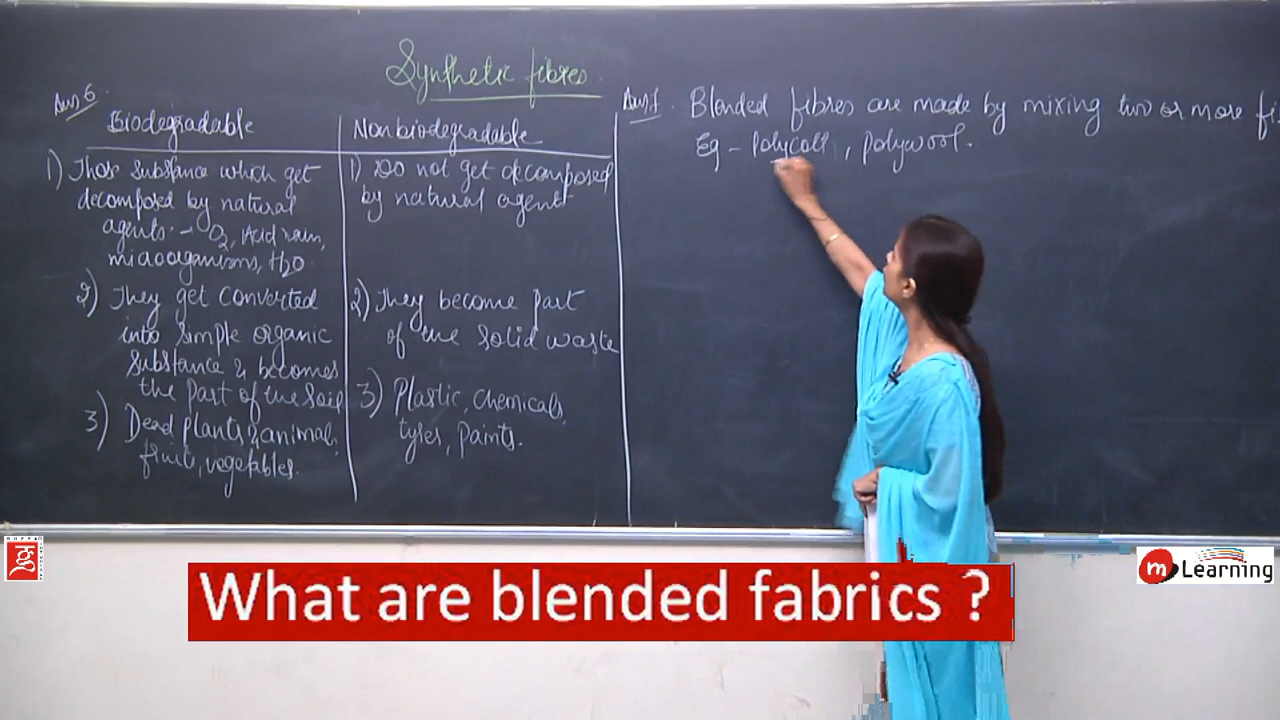 Synthetic fibres
Ans 6
Biodegradable
1) Those Substance which get
decomposed by natural
agents - O2, Acid rain,
microorganisms, H2O
2) They get converted
into simple organic
substance & becomes
the part of the soil
3) Dead plants & animal,
fruits, vegetables.
Nonbiodegradable
1) Do not get decomposed
by natural agent
2) They become part
of the solid waste
3) Plastic, chemicals,
tyres, paints.
Ans 1. Blended fibres are made by mixing two or more fi
Eg - polycott, polywool.
What are blended fabrics ?
m Learning